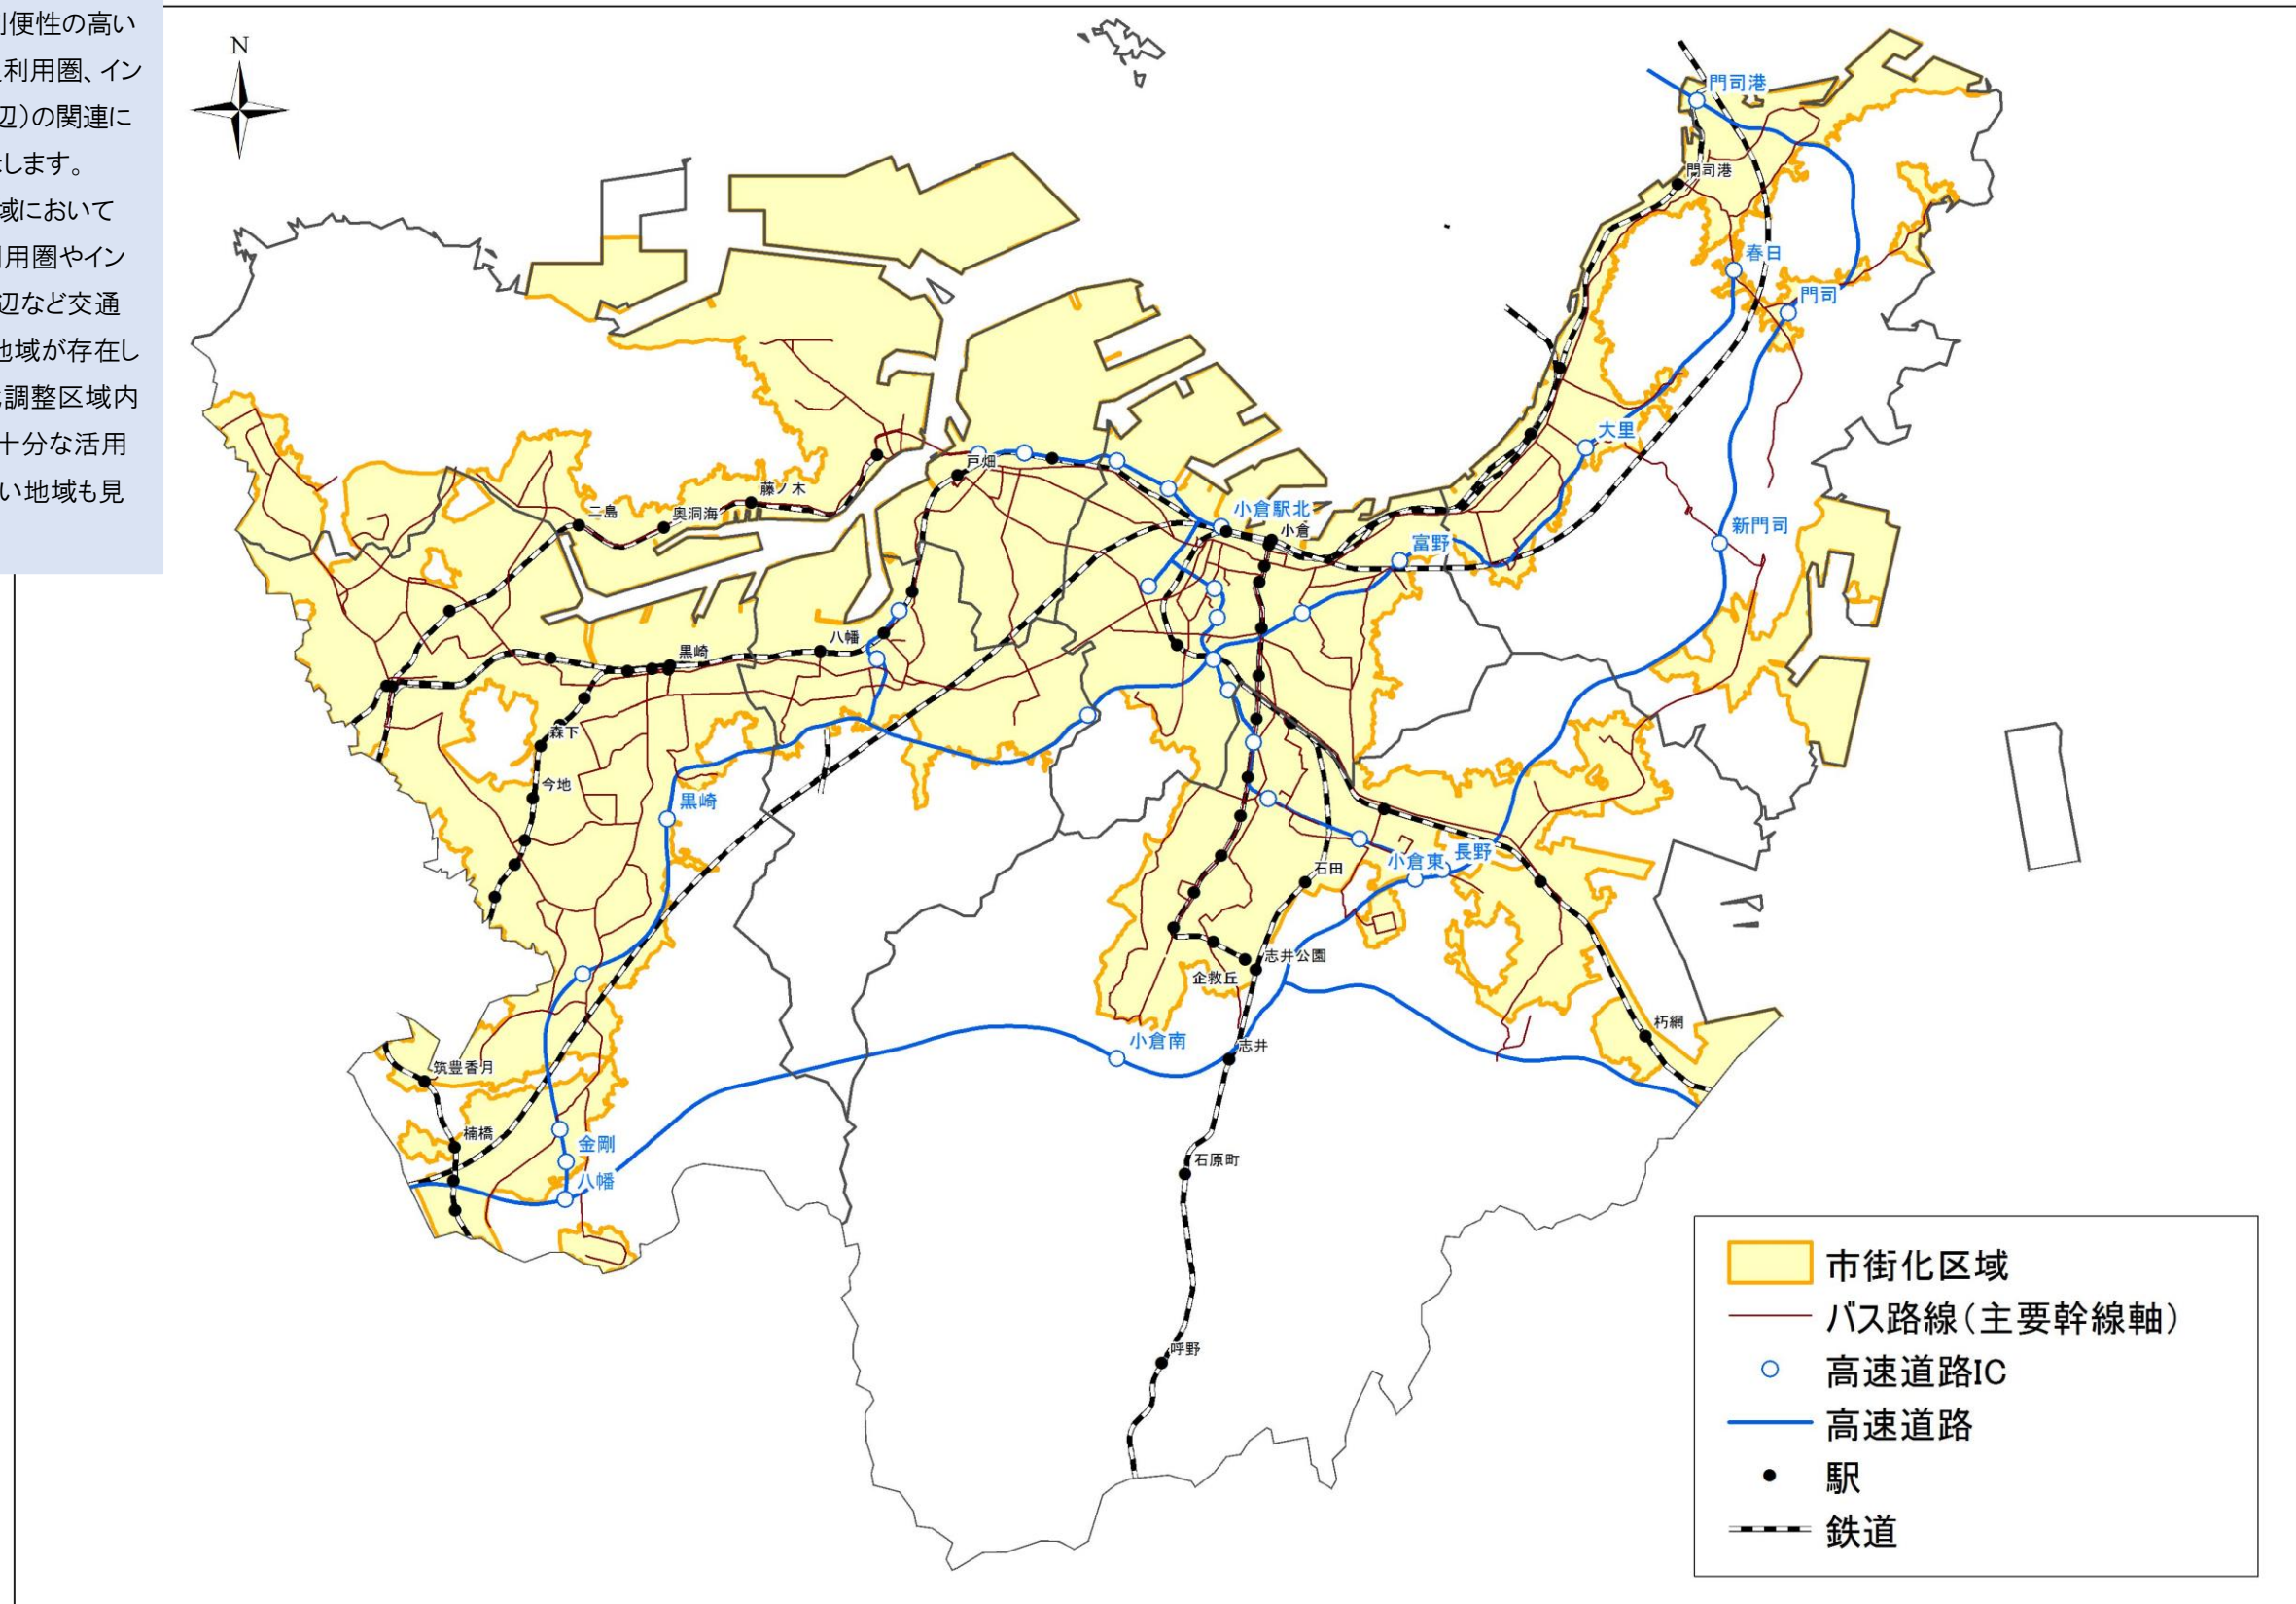 便性の高い
利用圏、イン
辺）の関連に
します。
域において
用圏やイン
辺など交通
地域が存在し
調整区域内
十分な活用
い地域も見
N
門司港
門司港
春日
門司
大里
新門司
戸畑
藤ノ木
二島
奥洞海
小倉駅北
小倉
富野
八幡
黒崎
森下
今地
黒崎
石田
小倉東
長野
志井公園
企救丘
小倉南
志井
朽網
筑豊香月
楠橋
金剛
八幡
石原町
呼野
市街化区域
バス路線（主要幹線軸）
高速道路IC
高速道路
駅
鉄道